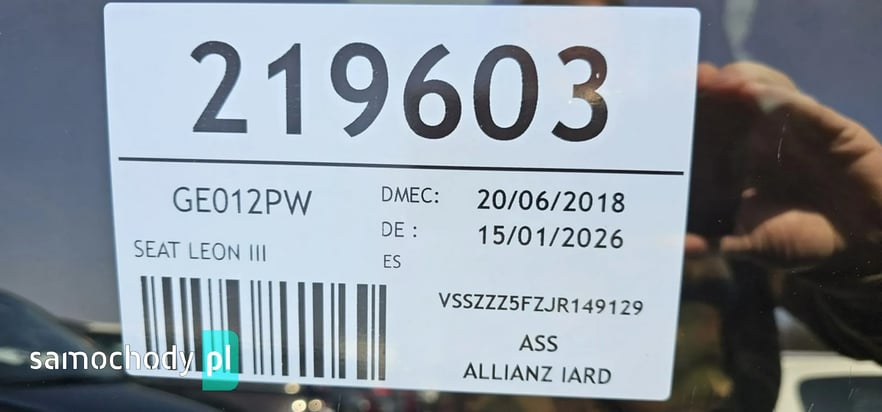 219603
GE012PW
DMEC: 20/06/2018
DE : 15/01/2026
SEAT LEON III
ES
VSSZZZ5FZJR149129
ASS
ALLIANZ IARD
samochody pl